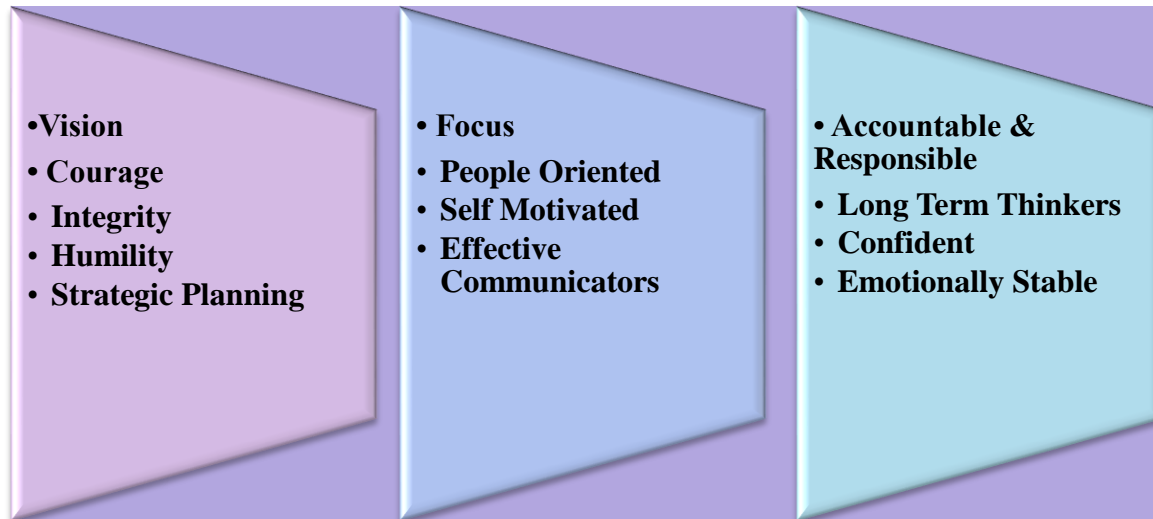 •Vision
• Courage
• Integrity
• Humility
• Strategic Planning
• Focus
• People Oriented
• Self Motivated
• Effective
Communicators
• Accountable &
Responsible
• Long Term Thinkers
• Confident
• Emotionally Stable